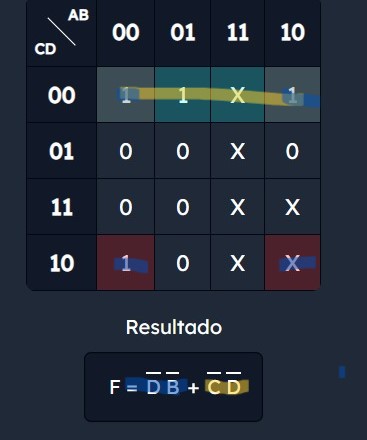 AB
CD
00 01 11 10
00 1 1 X 1
01 0 0 X 0
11 0 0 X X
10 1 0 X X
Resultado
F = D̅ B̅ + C̅ D̅